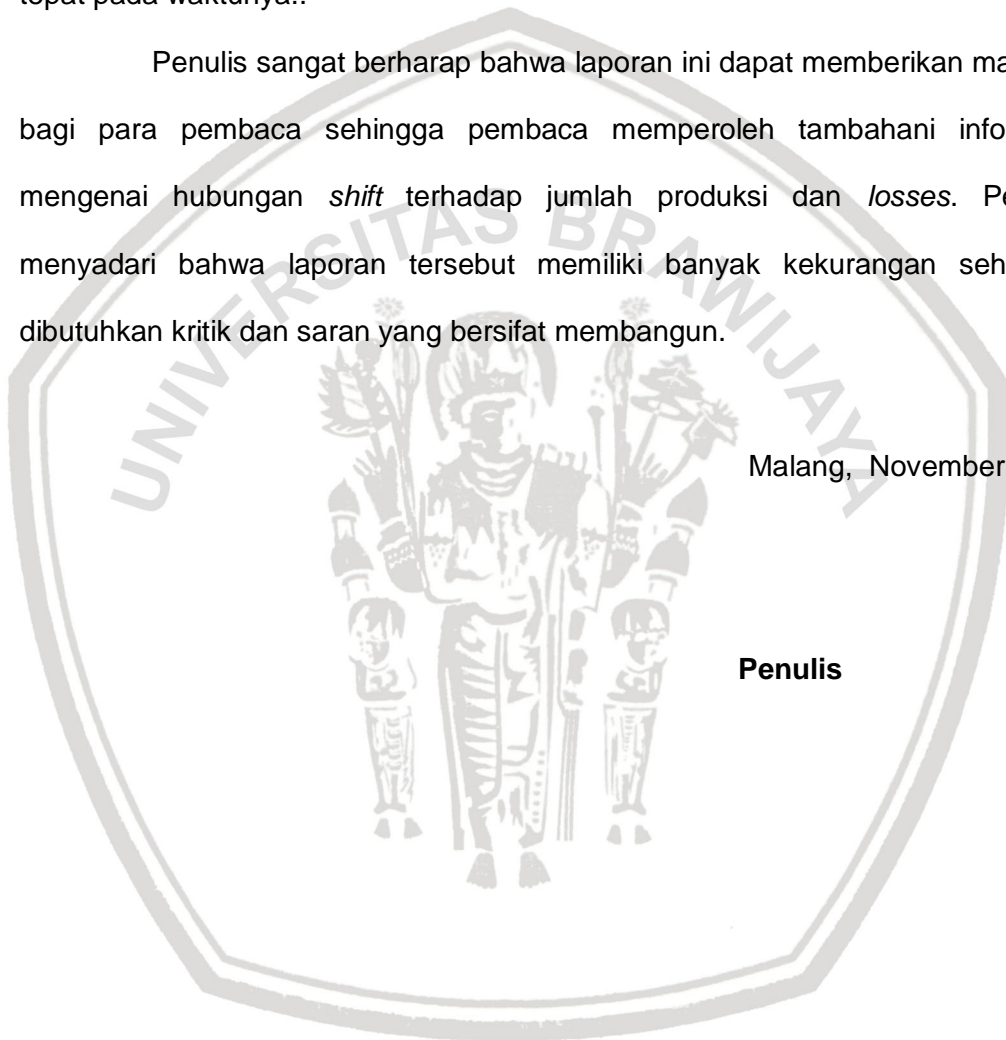 tepat pada waktunya..
Penulis sangat berharap bahwa laporan ini dapat memberikan ma
bagi para pembaca sehingga pembaca memperoleh tambahani info
mengenai hubungan shift terhadap jumlah produksi dan losses. Pe
menyadari bahwa laporan tersebut memiliki banyak kekurangan seh
dibutuhkan kritik dan saran yang bersifat membangun.
UNIVERSITAS BRAWIJAYA
Malang, November
Penulis